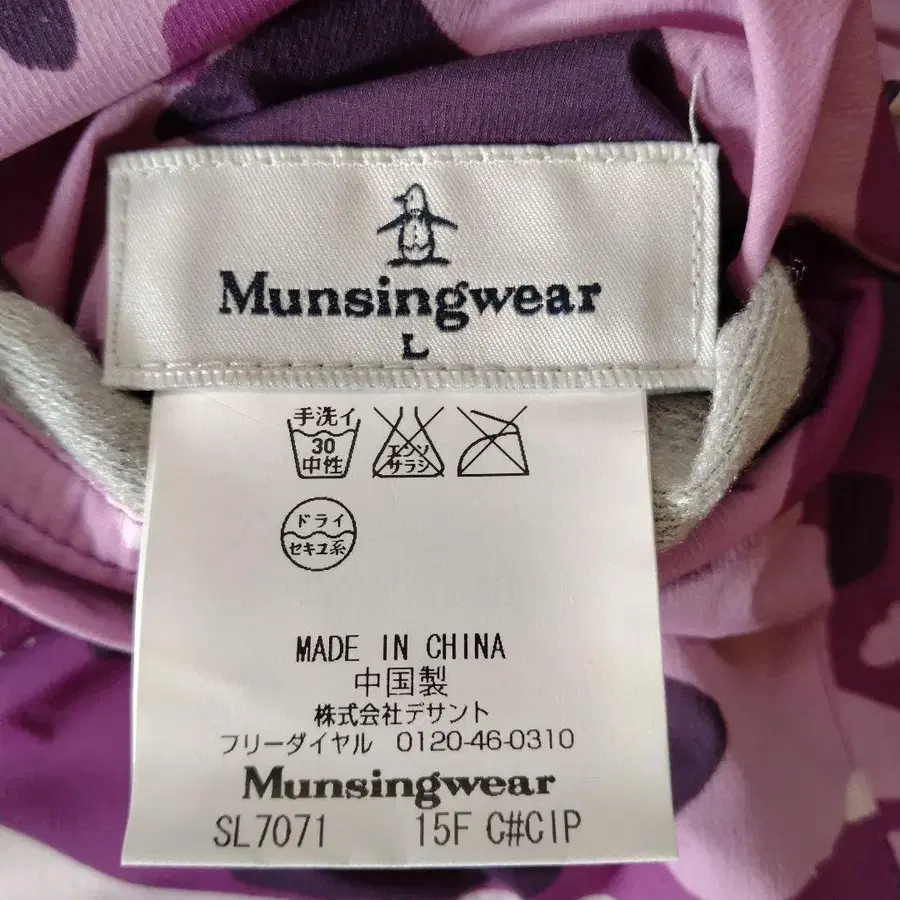 Munsingwear
L
手洗イ
30
中性
エンソ
サラシ
ドライ
セキユ系
MADE IN CHINA
中国製
株式会社デサント
フリーダイヤル 0120-46-0310
Munsingwear
SL7071 15F C#CIP